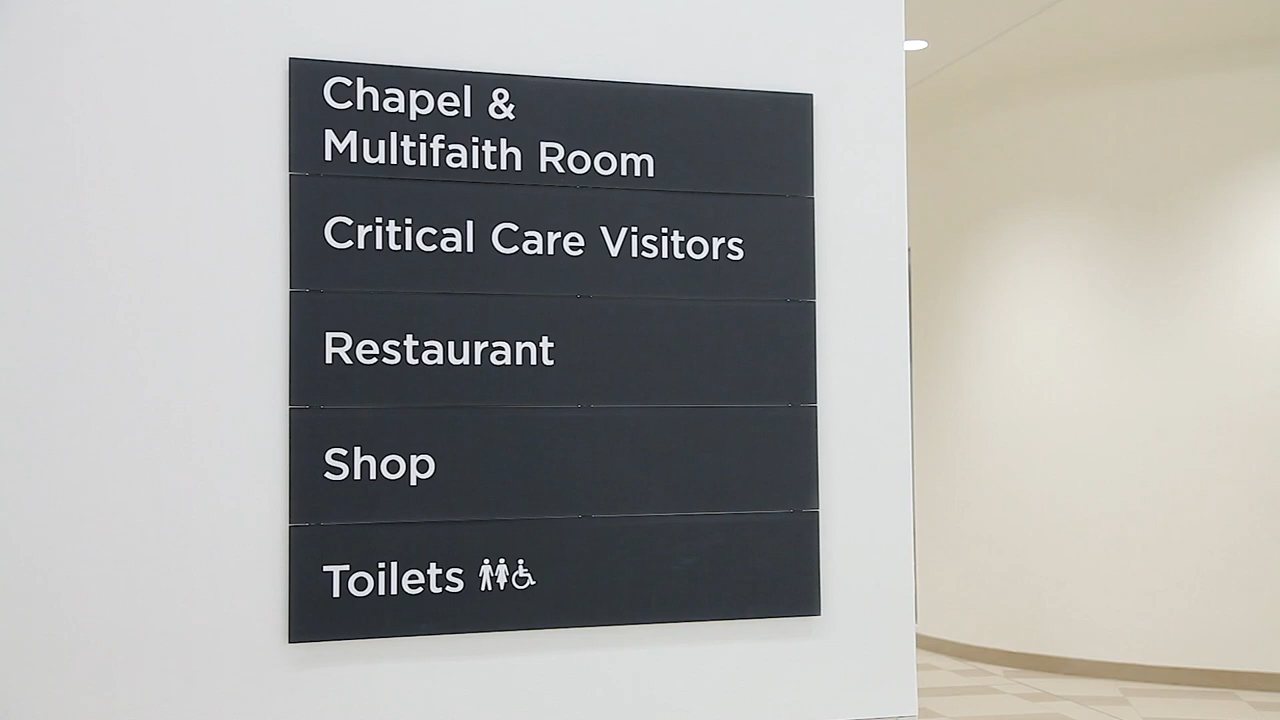 Chapel &
Multifaith Room
Critical Care Visitors
Restaurant
Shop
Toilets